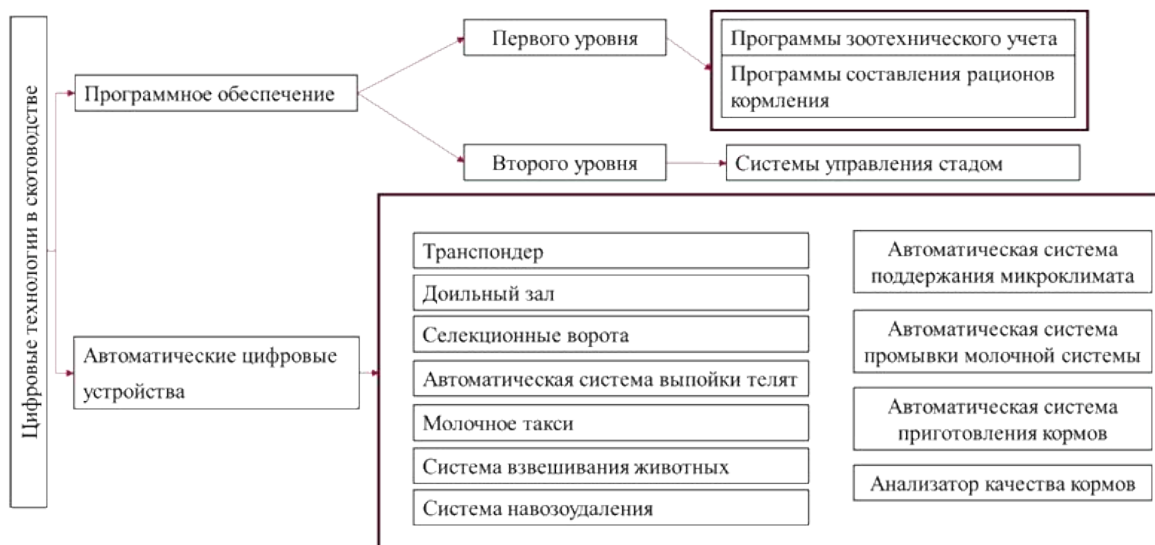 Цифровые технологии в скотоводстве
Программное обеспечение
Первого уровня
Программы зоотехнического учета
Программы составления рационов
кормления
Второго уровня
Системы управления стадом
Автоматические цифровые
устройства
Транспондер
Доильный зал
Селекционные ворота
Автоматическая система выпойки телят
Молочное такси
Система взвешивания животных
Система навозоудаления
Автоматическая система
поддержания микроклимата
Автоматическая система
промывки молочной системы
Автоматическая система
приготовления кормов
Анализатор качества кормов